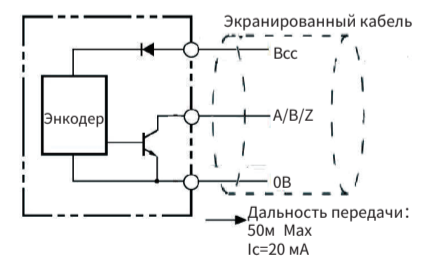 Экранированный кабель
Bcc
Энкодер
A/B/Z
0B
Дальность передачи:
50м Max
Ic=20 мА